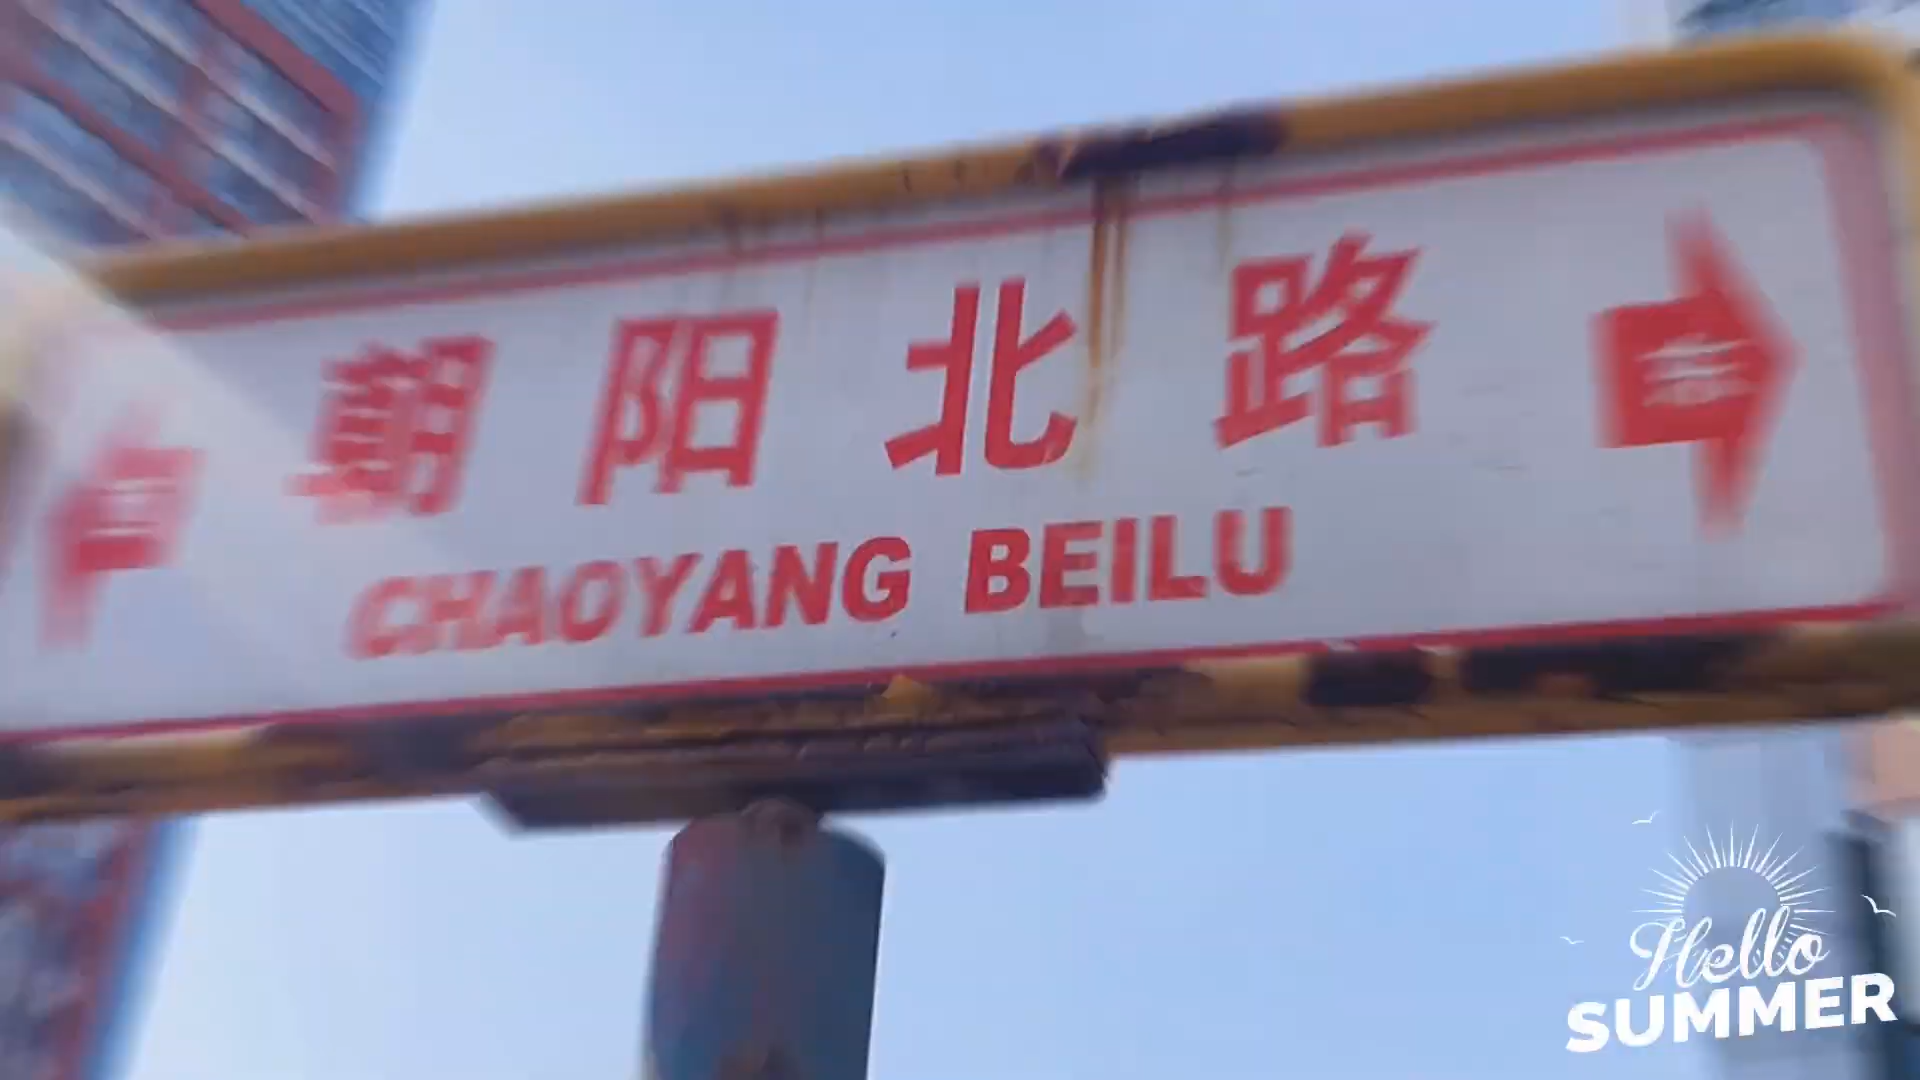 朝阳北路
CHAOYANG BEILU
Hello
SUMMER